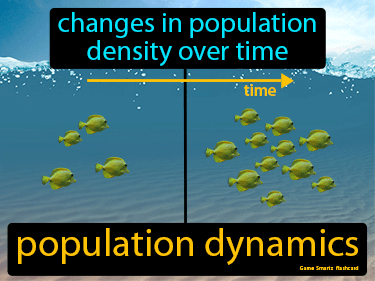 changes in population
density over time
time
population dynamics
Game Smartz flashcard